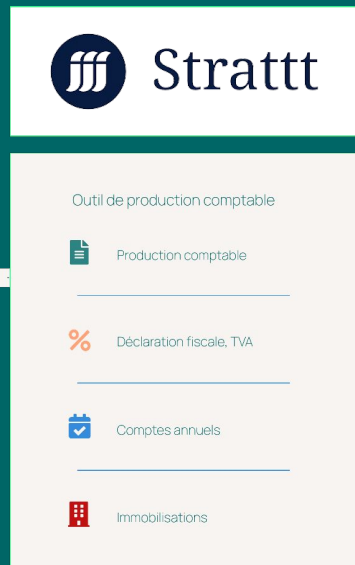 Strattt
Outil de production comptable
Production comptable
Déclaration fiscale, TVA
Comptes annuels
Immobilisations